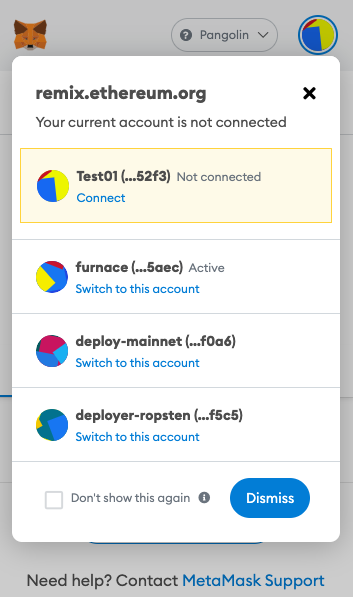 Pangolin
remix.ethereum.org
Your current account is not connected
Test01 (...52f3) Not connected
Connect
furnace (...5aec) Active
Switch to this account
deploy-mainnet (...f0a6)
Switch to this account
deployer-ropsten (...f5c5)
Switch to this account
Don't show this again
Dismiss
Need help? Contact MetaMask Support